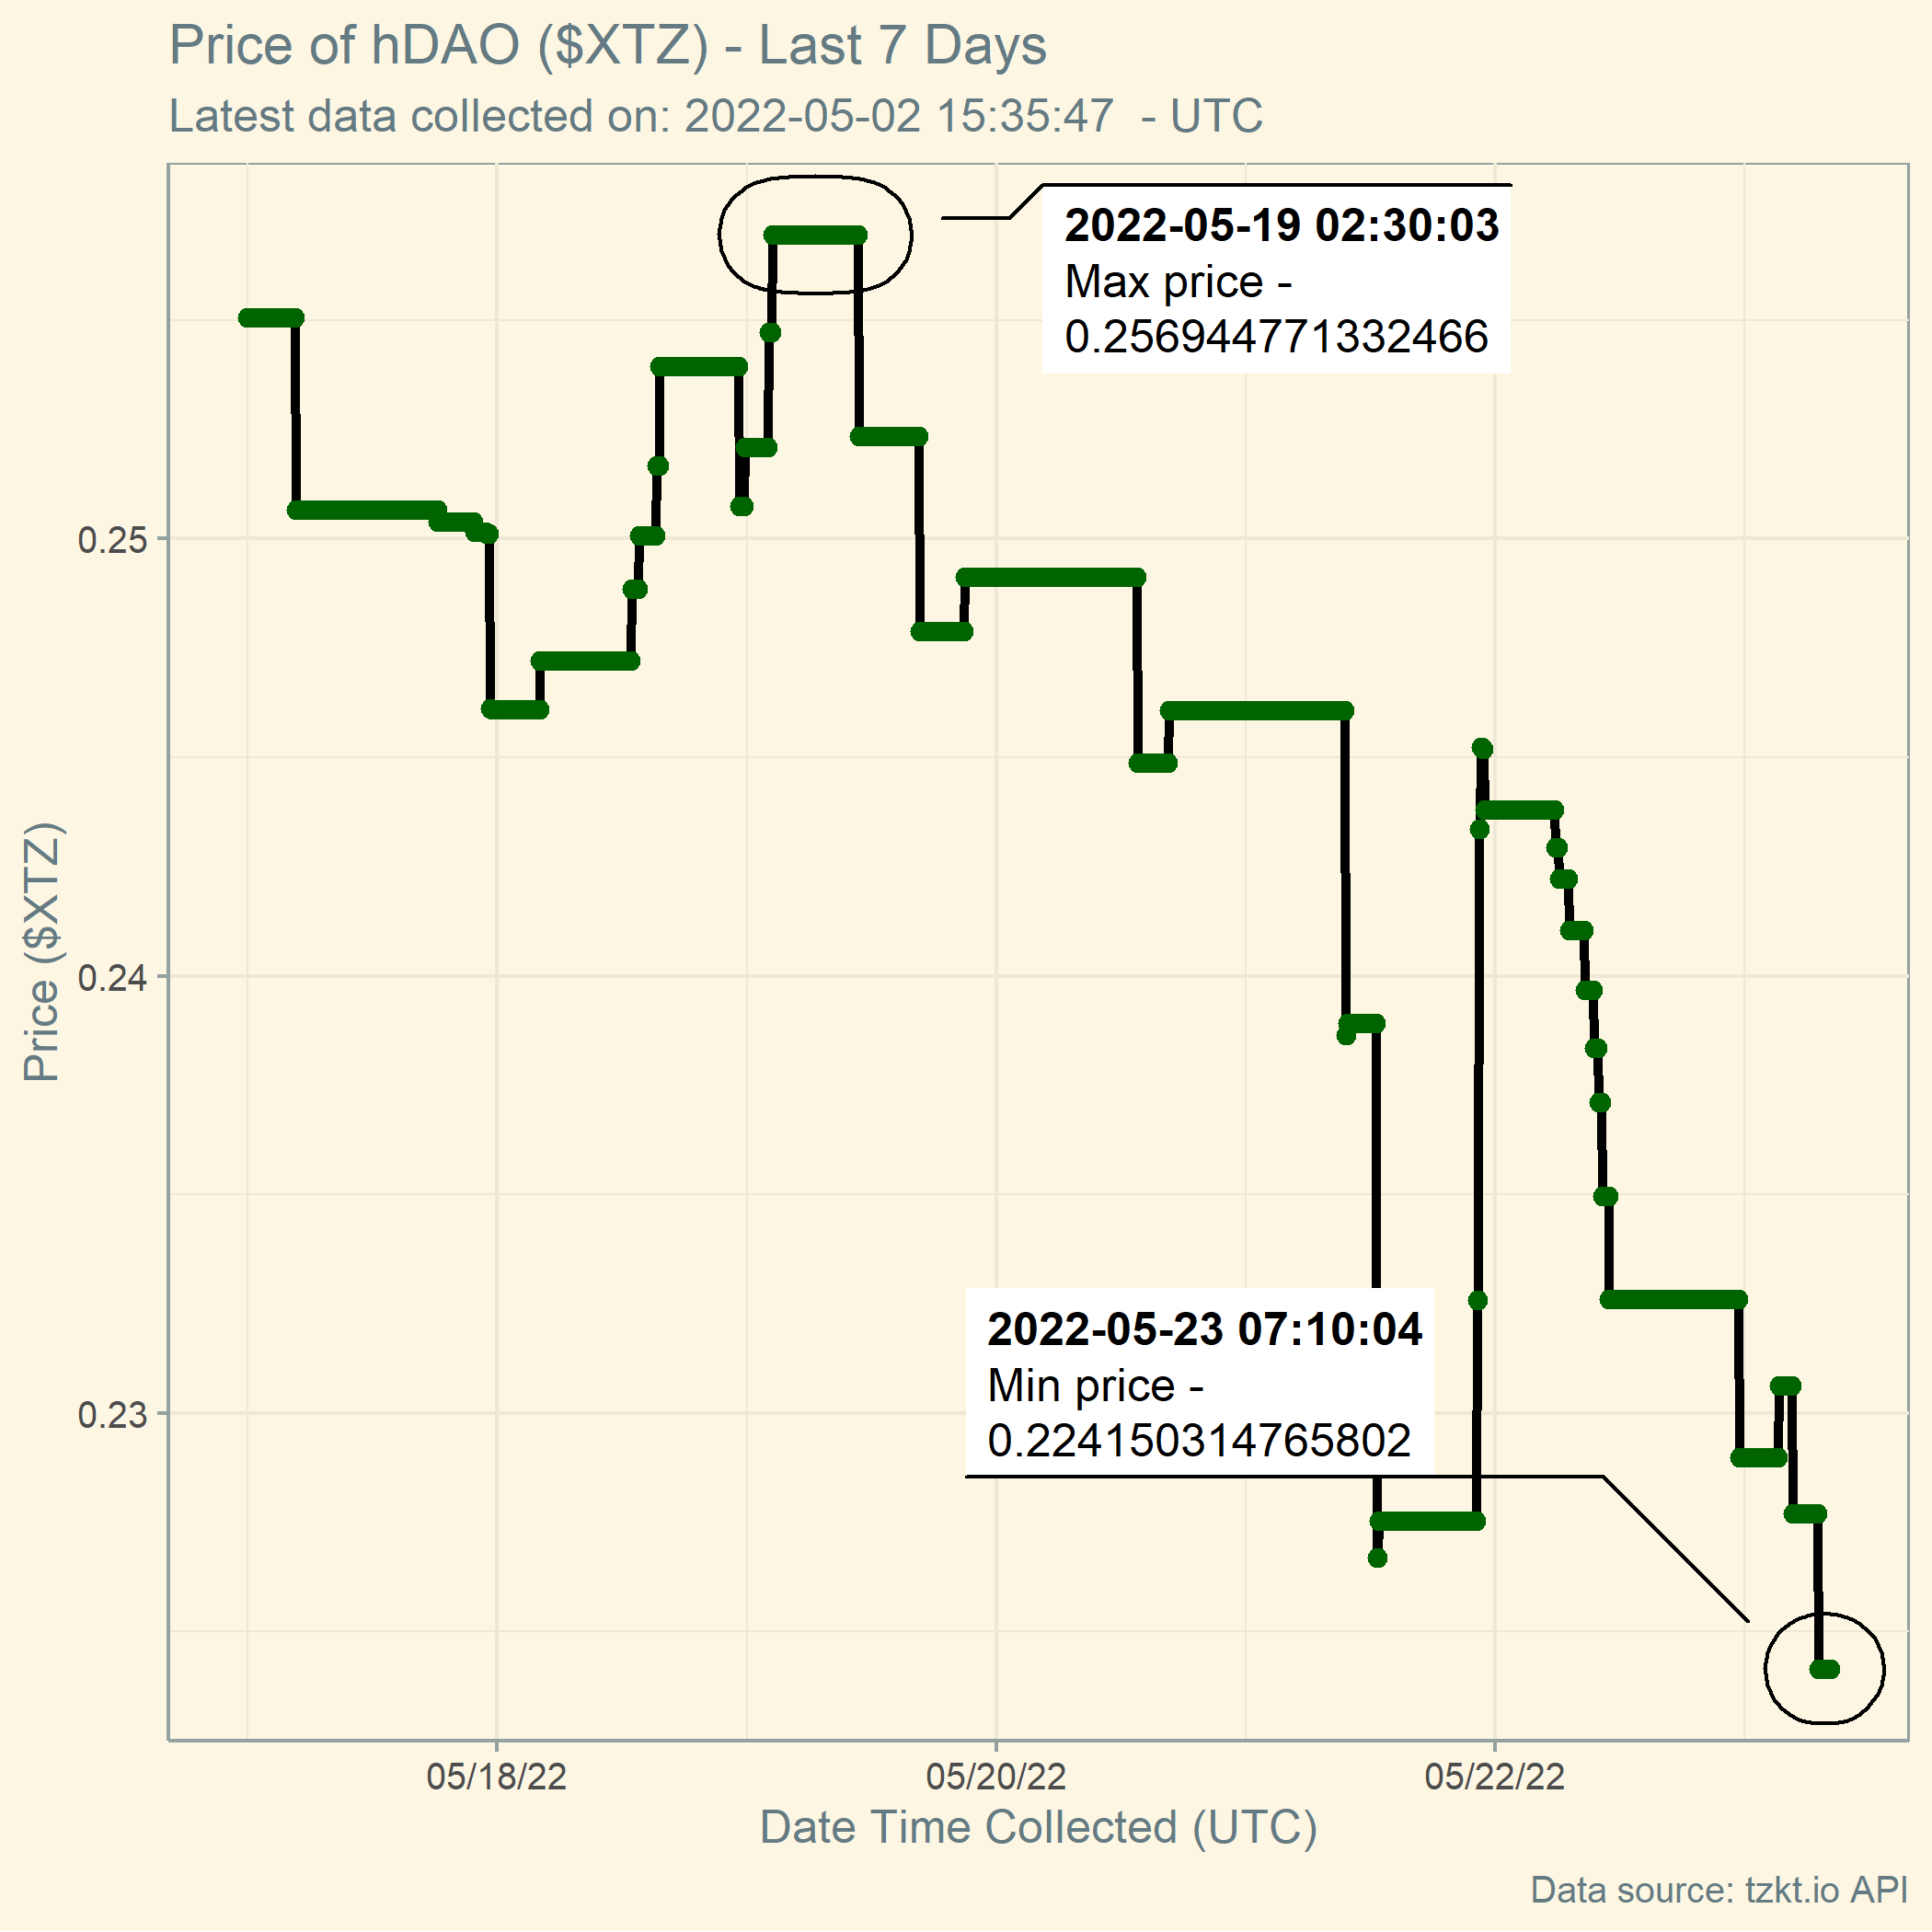 Price of hDAO ($XTZ) - Last 7 Days
Latest data collected on: 2022-05-02 15:35:47  - UTC
2022-05-19 02:30:03
Max price -
0.256944771332466
0.25
Price ($XTZ)
0.24
2022-05-23 07:10:04
Min price -
0.224150314765802
0.23
05/18/22
05/20/22
05/22/22
Date Time Collected (UTC)
Data source: tzkt.io API